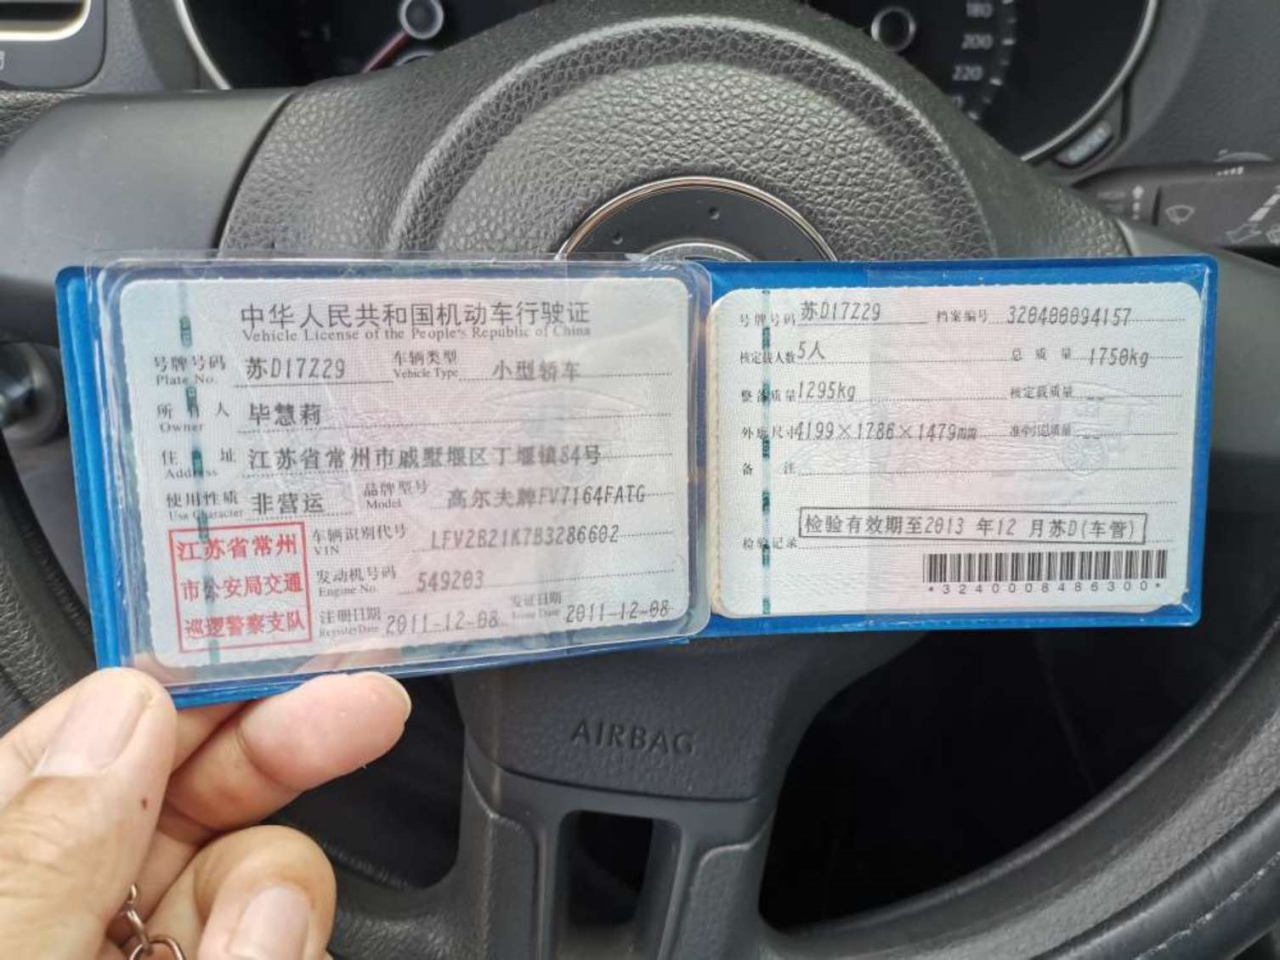 180
200
220
中华人民共和国机动车行驶证
Vehicle License of the People's Republic of China
号牌号码 苏D17Z29 车辆类型 小型轿车
Plate No. Vehicle Type
所有人 毕慧莉
Owner
住址 江苏省常州市戚墅堰区丁堰镇84号
Address
使用性质 非营运 品牌型号 高尔夫牌FV7164FATG
Use Character Model
江苏省常州
市公安局交通
巡逻警察支队
车辆识别代号 LFV2B21K7B3286602
VIN
发动机号码 549203
Engine No.
注册日期 2011-12-08 发证日期 2011-12-08
Register Date Issue Date
号牌号码 苏D17Z29 档案编号 320400094157
核定载人数 5人 总质量 1750kg
整备质量 1295kg 核定载质量 --
外廓尺寸 4199×1786×1479mm 准牵引总质量 --
备注
检验记录 检验有效期至2013 年12 月苏D(车管)
*3240008486300*
AIRBAG